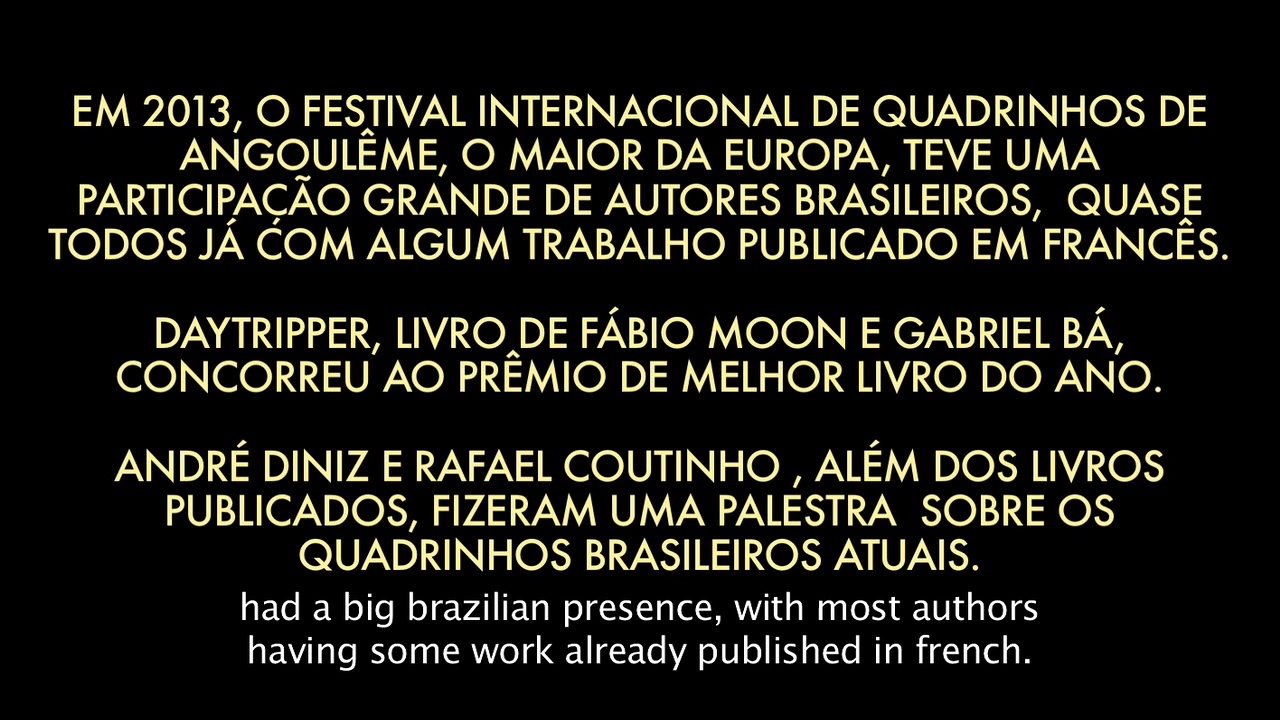 EM 2013, O FESTIVAL INTERNACIONAL DE QUADRINHOS DE
ANGOULÊME, O MAIOR DA EUROPA, TEVE UMA
PARTICIPAÇÃO GRANDE DE AUTORES BRASILEIROS,  QUASE
TODOS JÁ COM ALGUM TRABALHO PUBLICADO EM FRANCÊS.
DAYTRIPPER, LIVRO DE FÁBIO MOON E GABRIEL BÁ,
CONCORREU AO PRÊMIO DE MELHOR LIVRO DO ANO.
ANDRÉ DINIZ E RAFAEL COUTINHO , ALÉM DOS LIVROS
PUBLICADOS, FIZERAM UMA PALESTRA  SOBRE OS
QUADRINHOS BRASILEIROS ATUAIS.
had a big brazilian presence, with most authors
having some work already published in french.